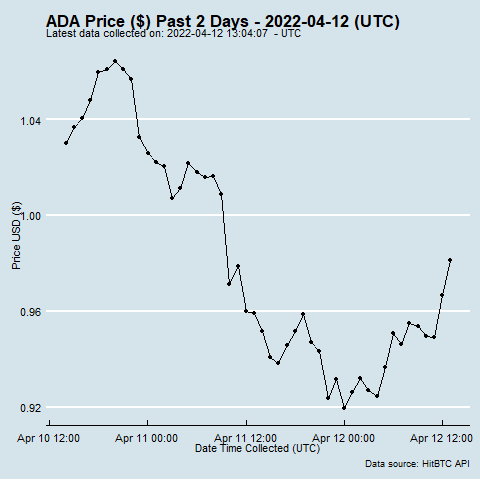 ADA Price ($) Past 2 Days - 2022-04-12 (UTC)
Latest data collected on: 2022-04-12 13:04:07 - UTC
Price USD ($)
1.04
1.00
0.96
0.92
Apr 10 12:00 Apr 11 00:00 Apr 11 12:00 Apr 12 00:00 Apr 12 12:00
Date Time Collected (UTC)
Data source: HitBTC API